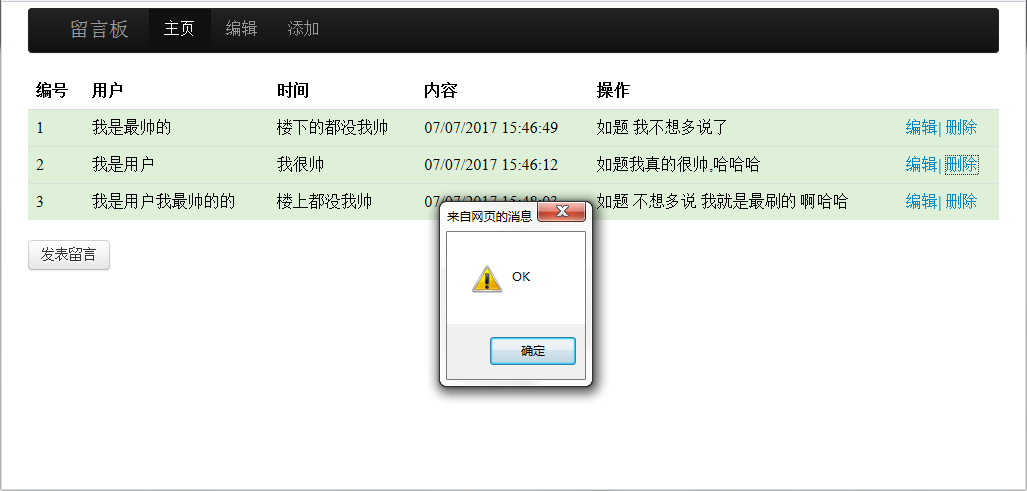 留言板 主页 编辑 添加
编号 用户 时间 内容 操作
1 我是最帅的 楼下的都没我帅 07/07/2017 15:46:49 如题 我不想多说了 编辑| 删除
2 我是用户 我很帅 07/07/2017 15:46:12 如题我真的很帅,哈哈哈 编辑| 删除
3 我是用户我最帅的的 楼上都没我帅 07/07/2017 15:48:03 如题 不想多说 我就是最刷的 啊哈哈 编辑| 删除
来自网页的消息
发表留言
OK
确定